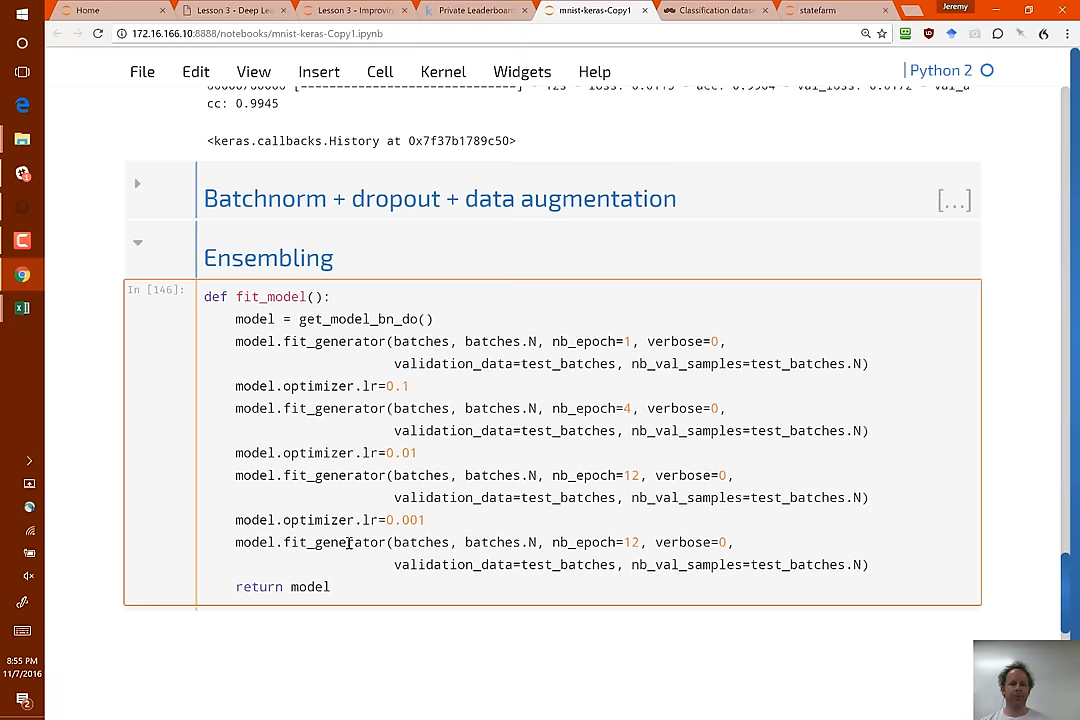 Home
Lesson 3 - Deep Le
Lesson 3 - Improvin
Private Leaderboard
mnist-keras-Copy1
Classification datas
statefarm
Jeremy
172.16.166.10:8888/notebooks/mnist-keras-Copy1.ipynb
File Edit View Insert Cell Kernel Widgets Help
Python 2
cc: 0.9945
<keras.callbacks.History at 0x7f37b1789c50>
Batchnorm + dropout + data augmentation
[...]
Ensembling
In [146]:
def fit_model():
model = get_model_bn_do()
model.fit_generator(batches, batches.N, nb_epoch=1, verbose=0,
validation_data=test_batches, nb_val_samples=test_batches.N)
model.optimizer.lr=0.1
model.fit_generator(batches, batches.N, nb_epoch=4, verbose=0,
validation_data=test_batches, nb_val_samples=test_batches.N)
model.optimizer.lr=0.01
model.fit_generator(batches, batches.N, nb_epoch=12, verbose=0,
validation_data=test_batches, nb_val_samples=test_batches.N)
model.optimizer.lr=0.001
model.fit_generator(batches, batches.N, nb_epoch=12, verbose=0,
validation_data=test_batches, nb_val_samples=test_batches.N)
return model
8:55 PM
11/7/2016